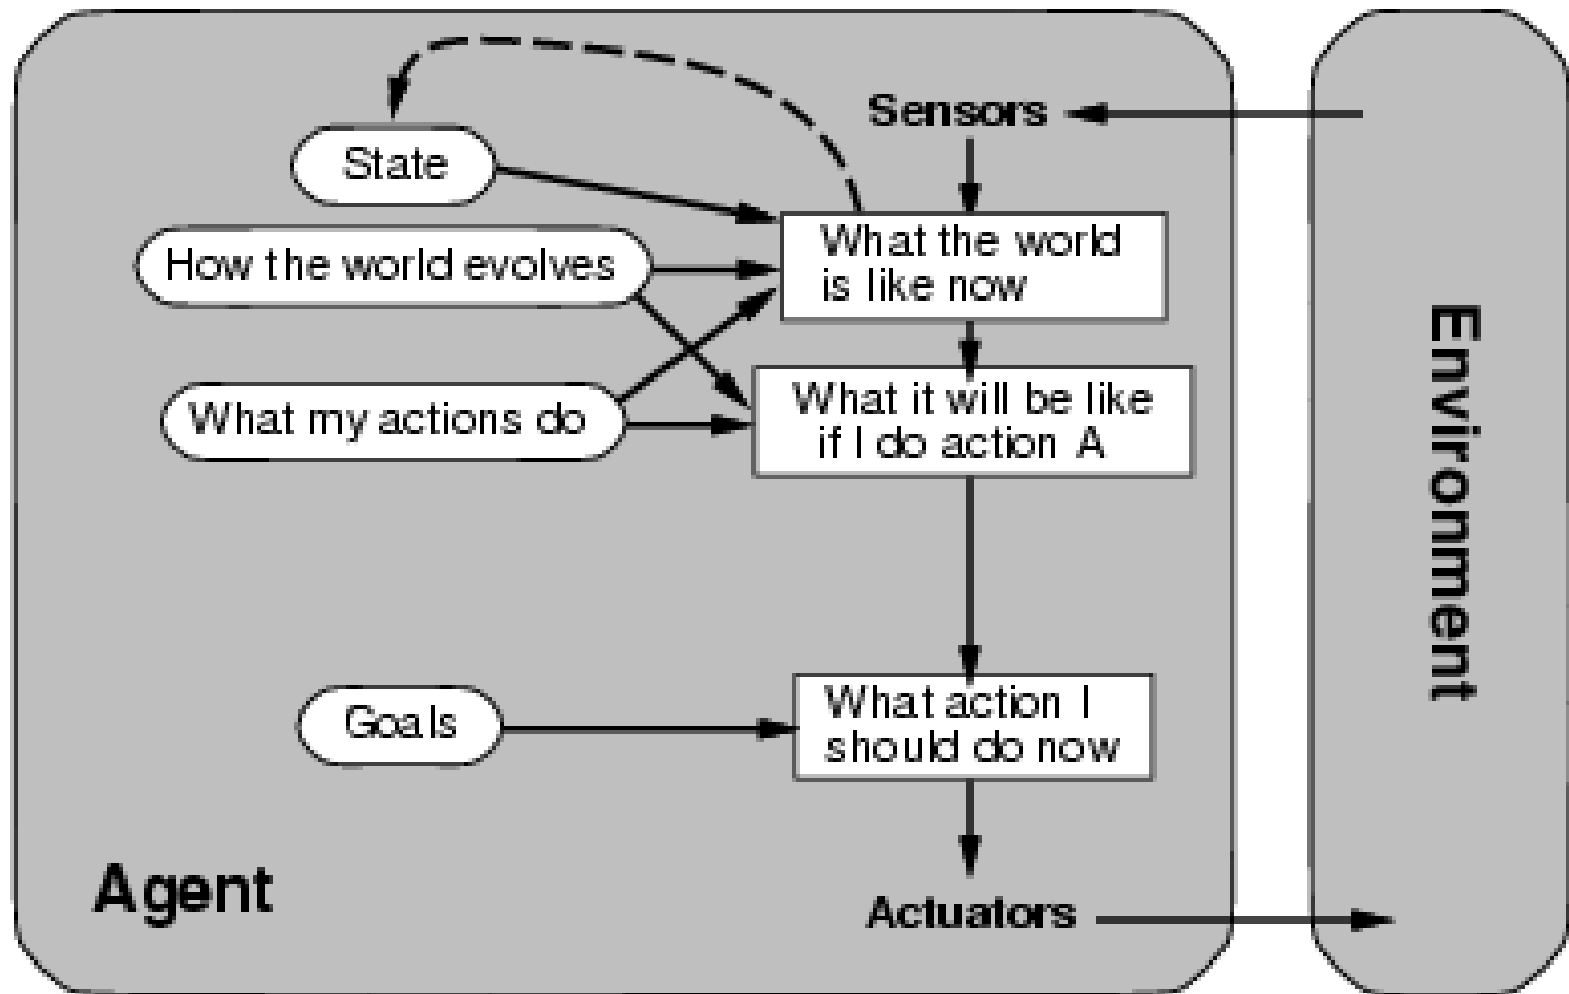 Sensors
State
What the world
is like now
How the world evolves
What it will be like
if I do action A
What my actions do
Environment
What action I
should do now
Goals
Agent
Actuators